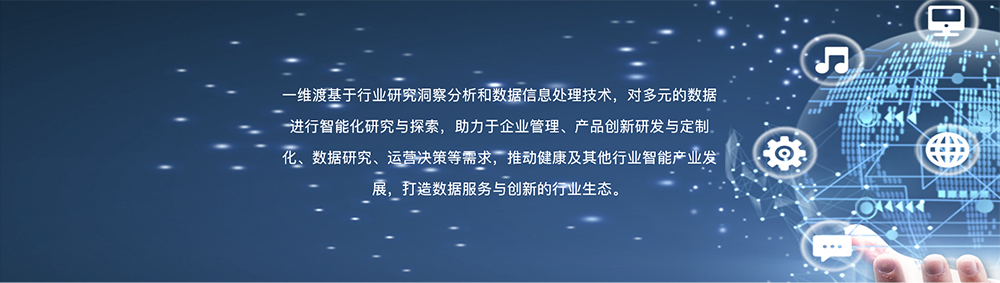 一维渡基于行业研究洞察分析和数据信息处理技术，对多元的数据
进行智能化研究与探索，助力于企业管理、产品创新研发与定制
化、数据研究、运营决策等需求，推动健康及其他行业智能产业发
展，打造数据服务与创新的行业生态。